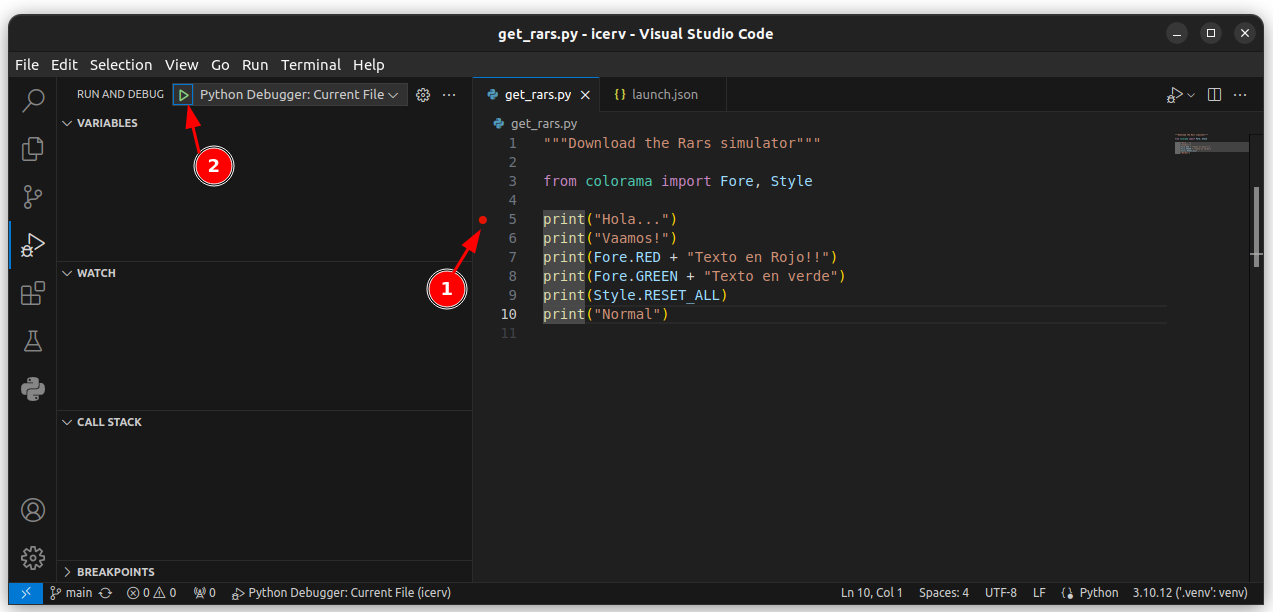 get_rars.py - icerv - Visual Studio Code
File Edit Selection View Go Run Terminal Help
RUN AND DEBUG Python Debugger: Current File
get_rars.py {} launch.json
VARIABLES
get_rars.py
1 """Download the Rars simulator"""
2
3 from colorama import Fore, Style
4
5 print("Hola...")
6 print("Vaamos!")
7 print(Fore.RED + "Texto en Rojo!!")
8 print(Fore.GREEN + "Texto en verde")
9 print(Style.RESET_ALL)
10 print("Normal")
11
2
1
WATCH
CALL STACK
BREAKPOINTS
main 0 0 0 Python Debugger: Current File (icerv) Ln 10, Col 1 Spaces: 4 UTF-8 LF Python 3.10.12 ('.venv': venv)